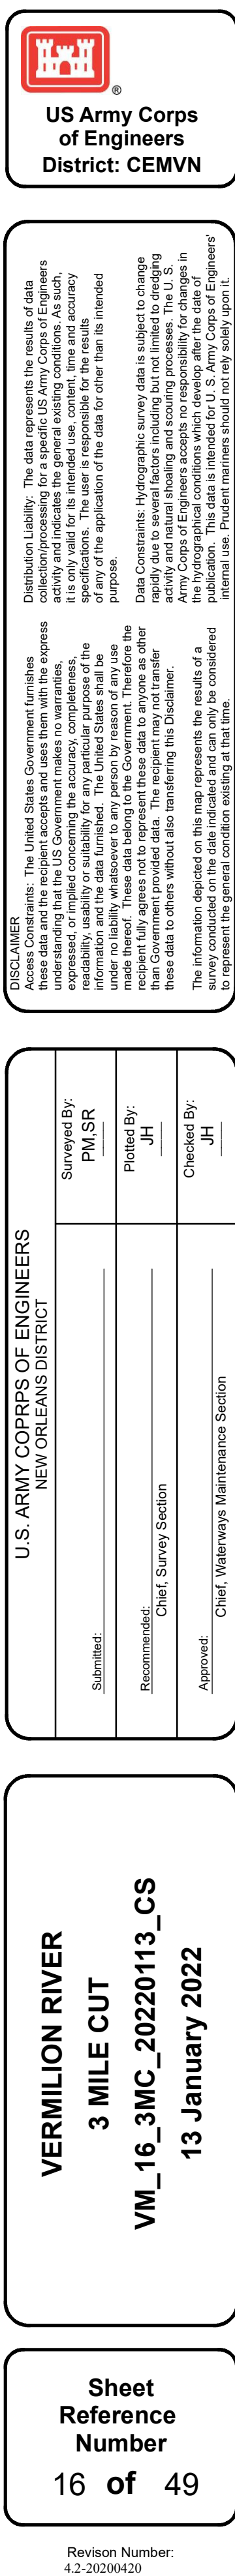 ®
US Army Corps
of Engineers
District: CEMVN
DISCLAIMER
Access Constraints: The United States Government furnishes
these data and the recipient accepts and uses them with the express
understanding that the US Government makes no warranties,
expressed, or implied concerning the accuracy, completeness,
readability, usability or suitability for any particular purpose of the
information and the data furnished. The United States shall be
under no liability whatsoever to any person by reason of any use
made thereof. These data belong to the Government. Therefore the
recipient fully agrees not to represent these data to anyone as other
than Government provided data. The recipient may not transfer
these data to others without also transferring this Disclaimer.
The information depicted on this map represents the results of a
survey conducted on the date indicated and can only be considered
to represent the general condition existing at that time.
Distribution Liability: The data represents the results of data
collection/processing for a specific US Army Corps of Engineers
activity and indicates the general existing conditions. As such,
it is only valid for its intended use, content, time and accuracy
specifications. The user is responsible for the results
of any of the application of the data for other than its intended
purpose.
Data Constraints: Hydrographic survey data is subject to change
rapidly due to several factors including but not limited to dredging
activity and natural shoaling and scouring processes. The U. S.
Army Corps of Engineers accepts no responsibility for changes in
the hydrographical conditions which develop after the date of
publication. This data is intended for U. S. Army Corps of Engineers'
internal use. Prudent mariners should not rely solely upon it.
U.S. ARMY COPRPS OF ENGINEERS
NEW ORLEANS DISTRICT
Submitted:
Surveyed By:
PM,SR
Recommended:
Chief, Survey Section
Plotted By:
JH
Approved:
Chief, Waterways Maintenance Section
Checked By:
JH
VERMILION RIVER
3 MILE CUT
VM_16_3MC_20220113_CS
13 January 2022
Sheet
Reference
Number
16 of 49
Revison Number:
4.2-20200420